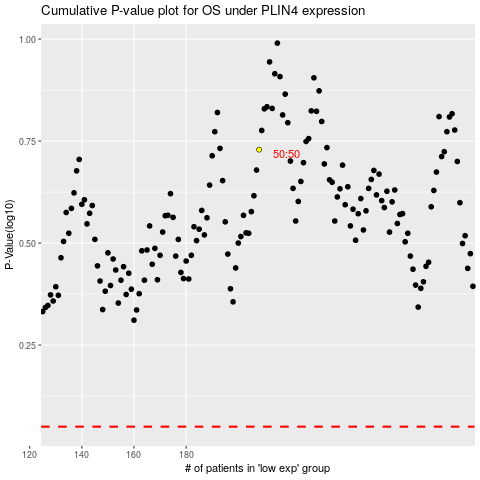 Cumulative P-value plot for OS under PLIN4 expression
1.00
0.75
50:50
0.50
0.25
P-Value(log10)
120 140 160 180
# of patients in 'low exp' group